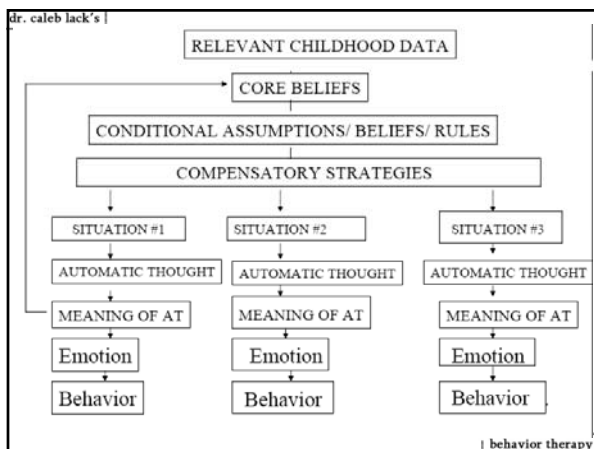 dr. caleb lack's |
RELEVANT CHILDHOOD DATA
CORE BELIEFS
CONDITIONAL ASSUMPTIONS/ BELIEFS/ RULES
COMPENSATORY STRATEGIES
SITUATION #1
SITUATION #2
SITUATION #3
AUTOMATIC THOUGHT
AUTOMATIC THOUGHT
AUTOMATIC THOUGHT
MEANING OF AT
MEANING OF AT
MEANING OF AT
Emotion
Emotion
Emotion
Behavior
Behavior
Behavior
| behavior therapy